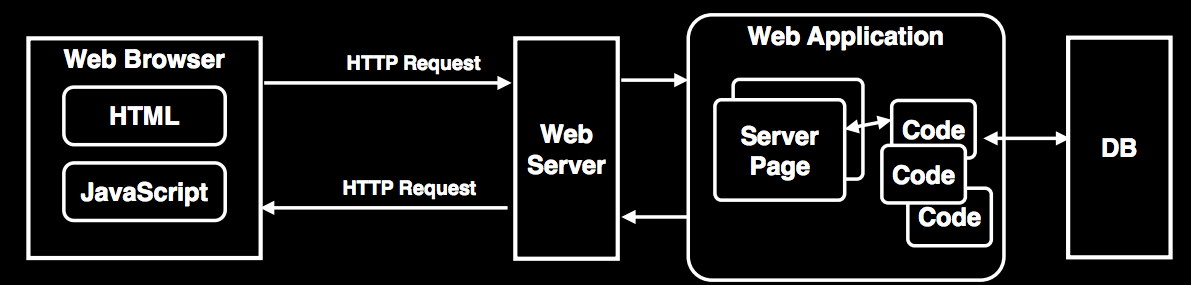 Web Browser
HTML
JavaScript
HTTP Request
HTTP Request
Web
Server
Web Application
Server
Page
Code
Code
Code
DB